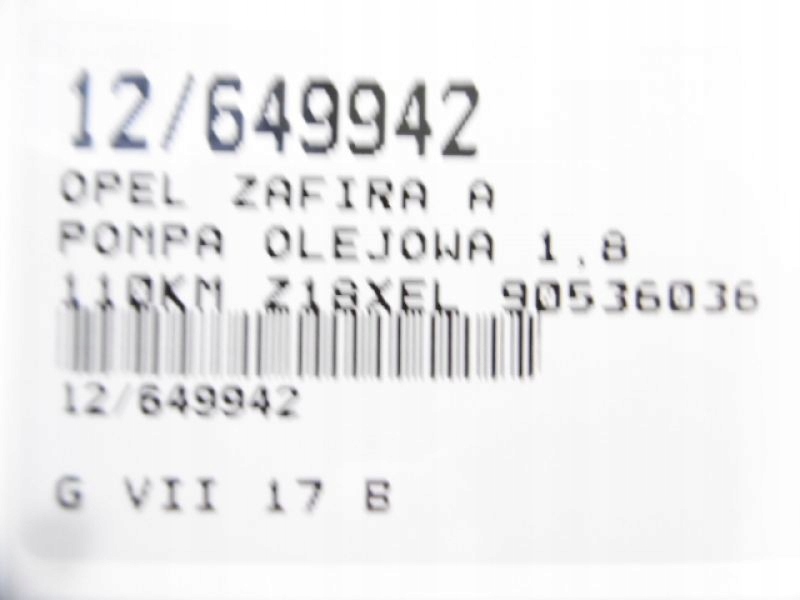 12/649942
OPEL ZAFIRA A
POMPA OLEJOWA 1.8
110KM Z18XEL 90536036
12/649942
G VII 17 B